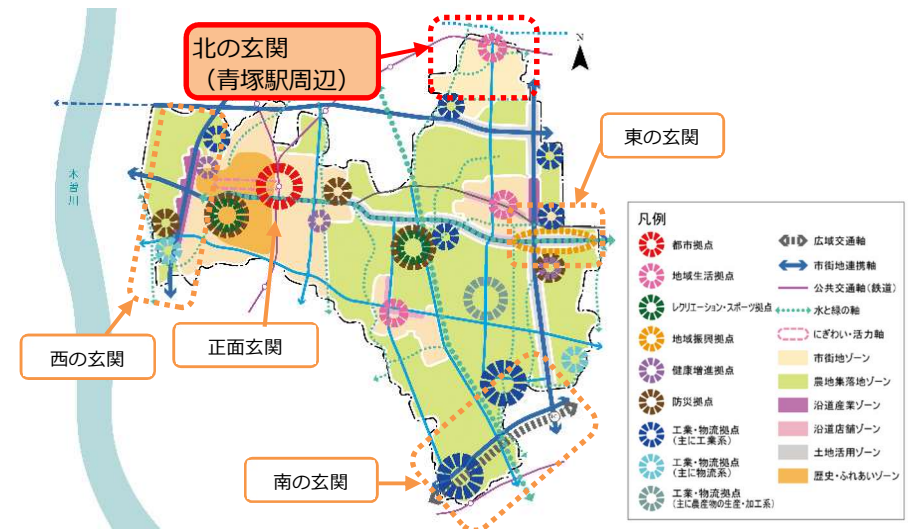 北の玄関
（青塚駅周辺）
N
東の玄関
木曽川
西の玄関
正面玄関
南の玄関
凡例
都市拠点
地域生活拠点
レクリエーション・スポーツ拠点
地域振興拠点
健康増進拠点
防災拠点
工業・物流拠点
（主に工業系）
工業・物流拠点
（主に物流系）
工業・物流拠点
（主に農産物の生産・加工系）
広域交通軸
市街地連携軸
公共交通軸（鉄道）
水と緑の軸
にぎわい・活力軸
市街地ゾーン
農地集落地ゾーン
沿道産業ゾーン
沿道店舗ゾーン
土地活用ゾーン
歴史・ふれあいゾーン